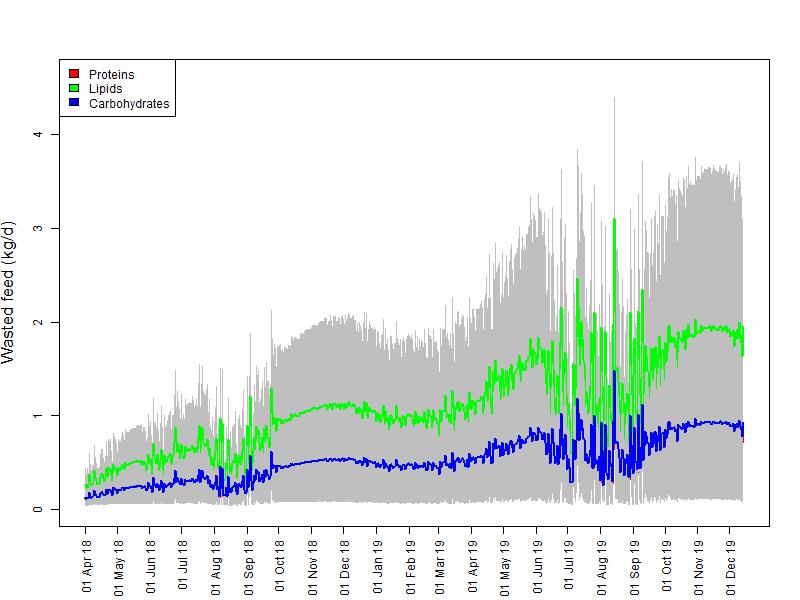 Proteins
Lipids
Carbohydrates
Wasted feed (kg/d)
4
3
2
1
0
01 Apr 18
01 May 18
01 Jun 18
01 Jul 18
01 Aug 18
01 Sep 18
01 Oct 18
01 Nov 18
01 Dec 18
01 Jan 19
01 Feb 19
01 Mar 19
01 Apr 19
01 May 19
01 Jun 19
01 Jul 19
01 Aug 19
01 Sep 19
01 Oct 19
01 Nov 19
01 Dec 19